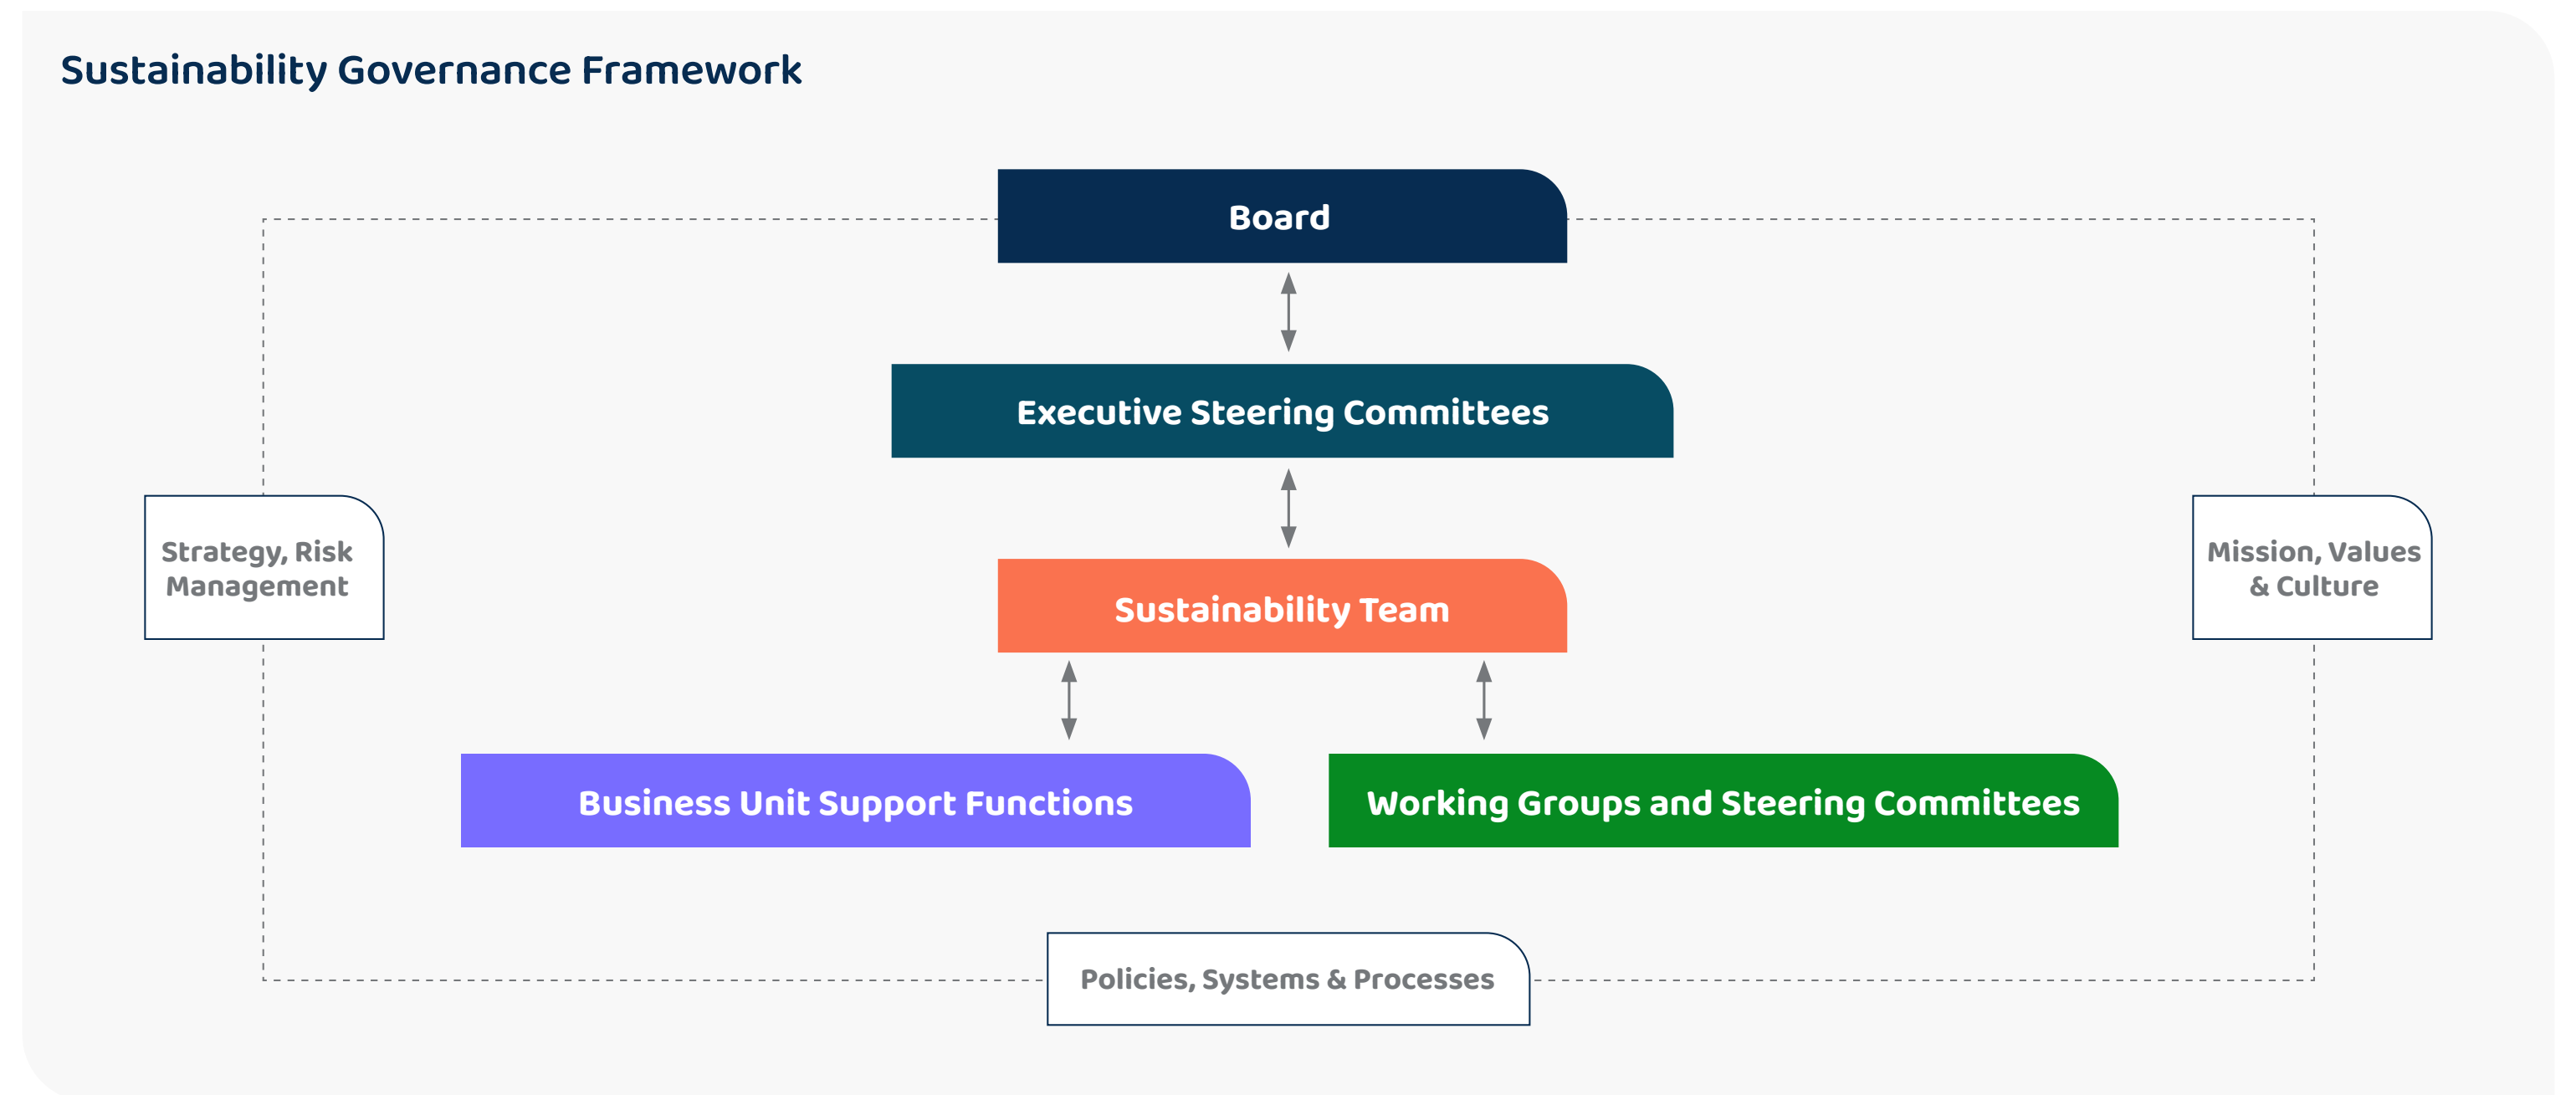 Sustainability Governance Framework
Board
Executive Steering Committees
Strategy, Risk
Management
Mission, Values
& Culture
Sustainability Team
Business Unit Support Functions
Working Groups and Steering Committees
Policies, Systems & Processes